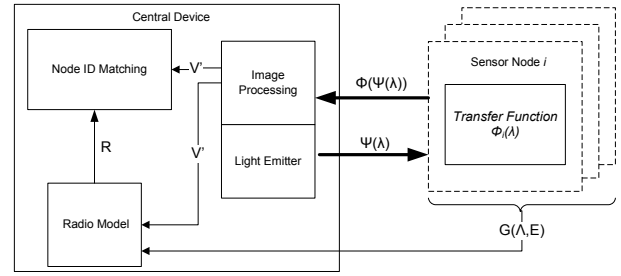 Central Device
Node ID Matching
V'
Image
Processing
Φ(Ψ(λ))
Sensor Node i
Transfer Function
Φi(λ)
Light Emitter
Ψ(λ)
R
V'
Radio Model
G(Λ,E)